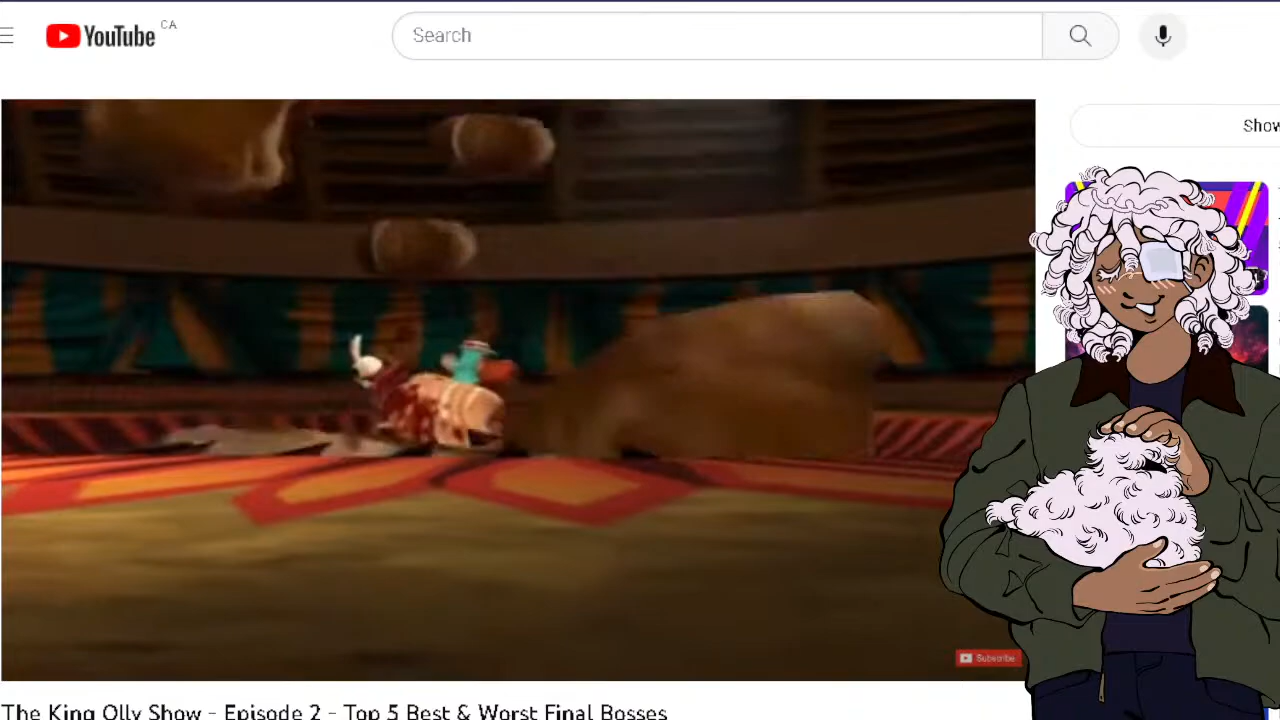 YouTube CA
Search
Show
Subscribe
The King Olly Show - Episode 2 - Top 5 Best & Worst Final Bosses